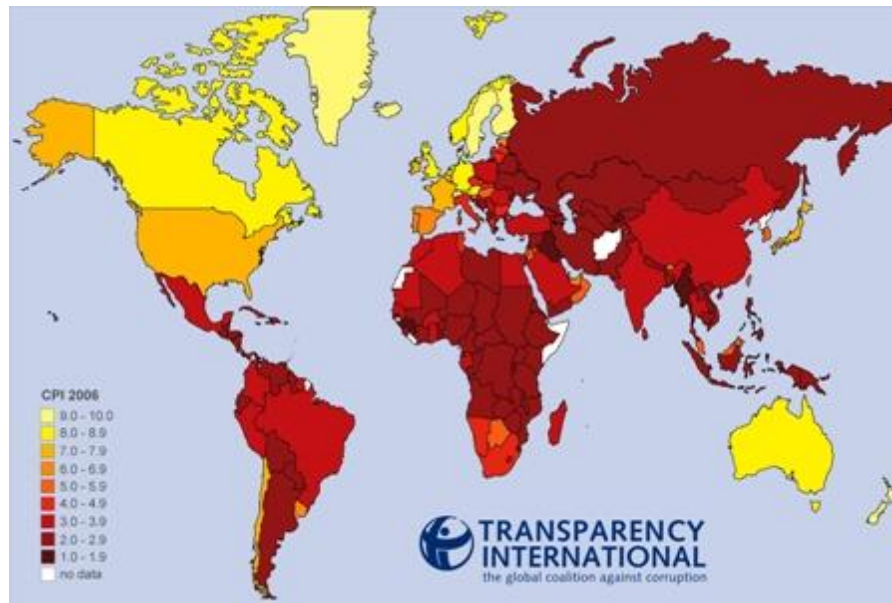 CPI 2006
9.0 - 10.0
8.0 - 8.9
7.0 - 7.9
6.0 - 6.9
5.0 - 5.9
4.0 - 4.9
3.0 - 3.9
2.0 - 2.9
1.0 - 1.9
no data
TRANSPARENCY
INTERNATIONAL
the global coalition against corruption